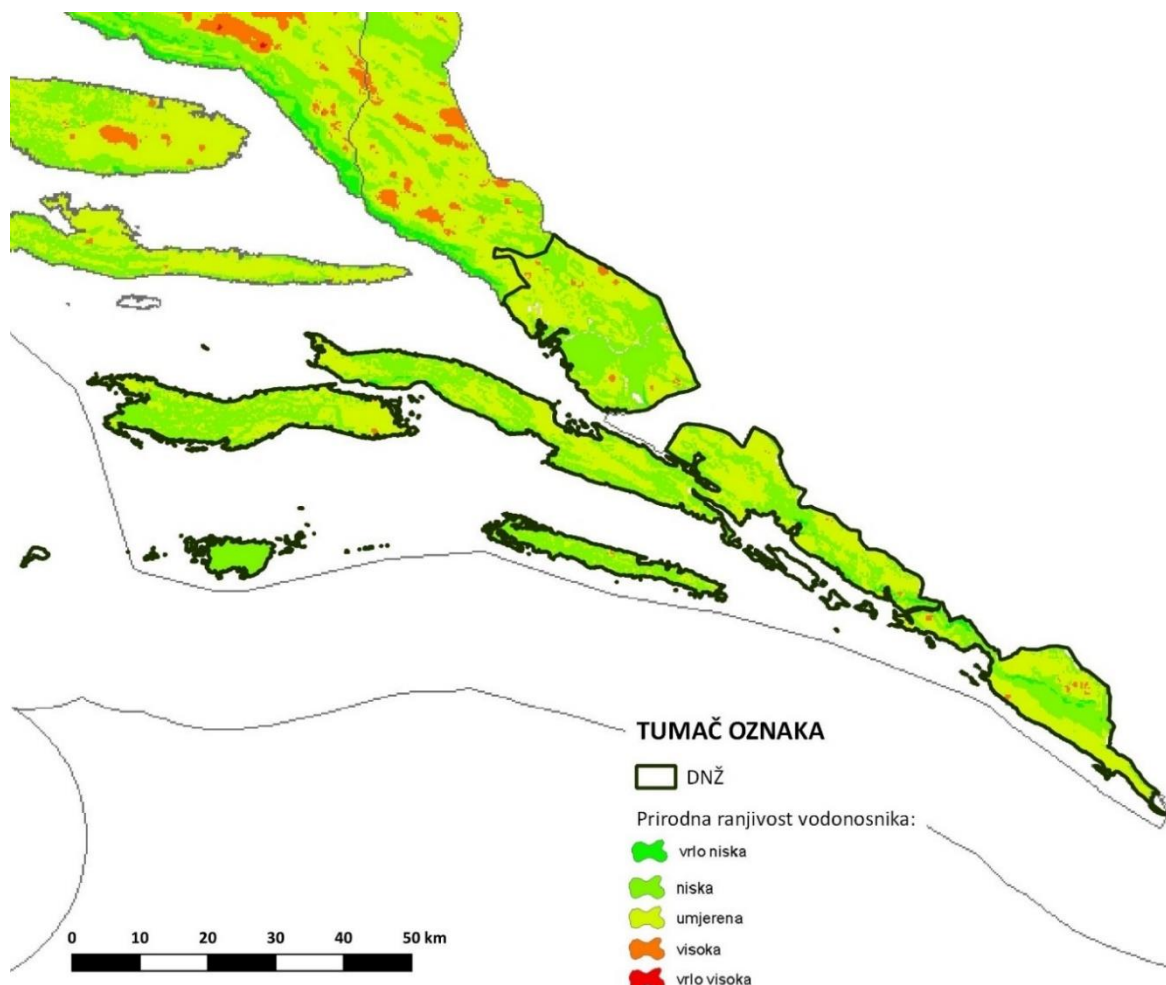 TUMAČ OZNAKA
DNŽ
Prirodna ranjivost vodonosnika:
vrlo niska
niska
umjerena
visoka
vrlo visoka
0 10 20 30 40 50 km